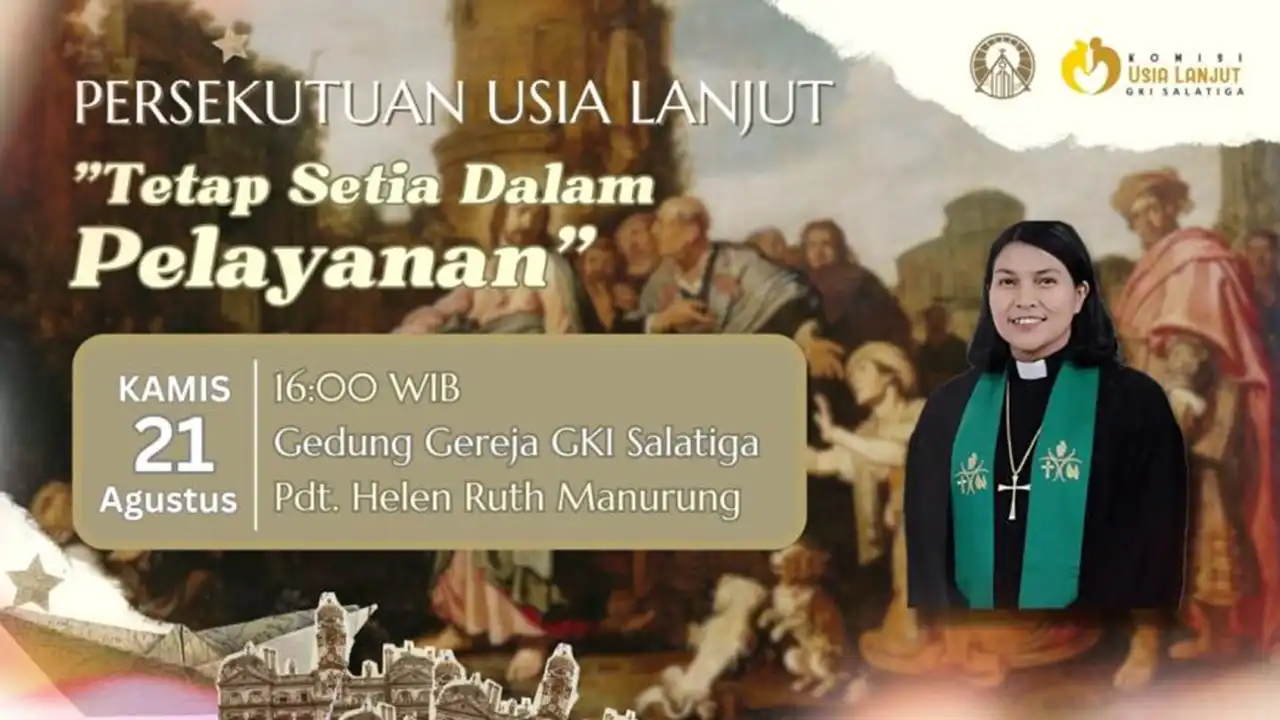 KOMISI
USIA LANJUT
GKI SALATIGA
PERSEKUTUAN USIA LANJUT
"Tetap Setia Dalam
Pelayanan"
KAMIS
21
Agustus
16:00 WIB
Gedung Gereja GKI Salatiga
Pdt. Helen Ruth Manurung